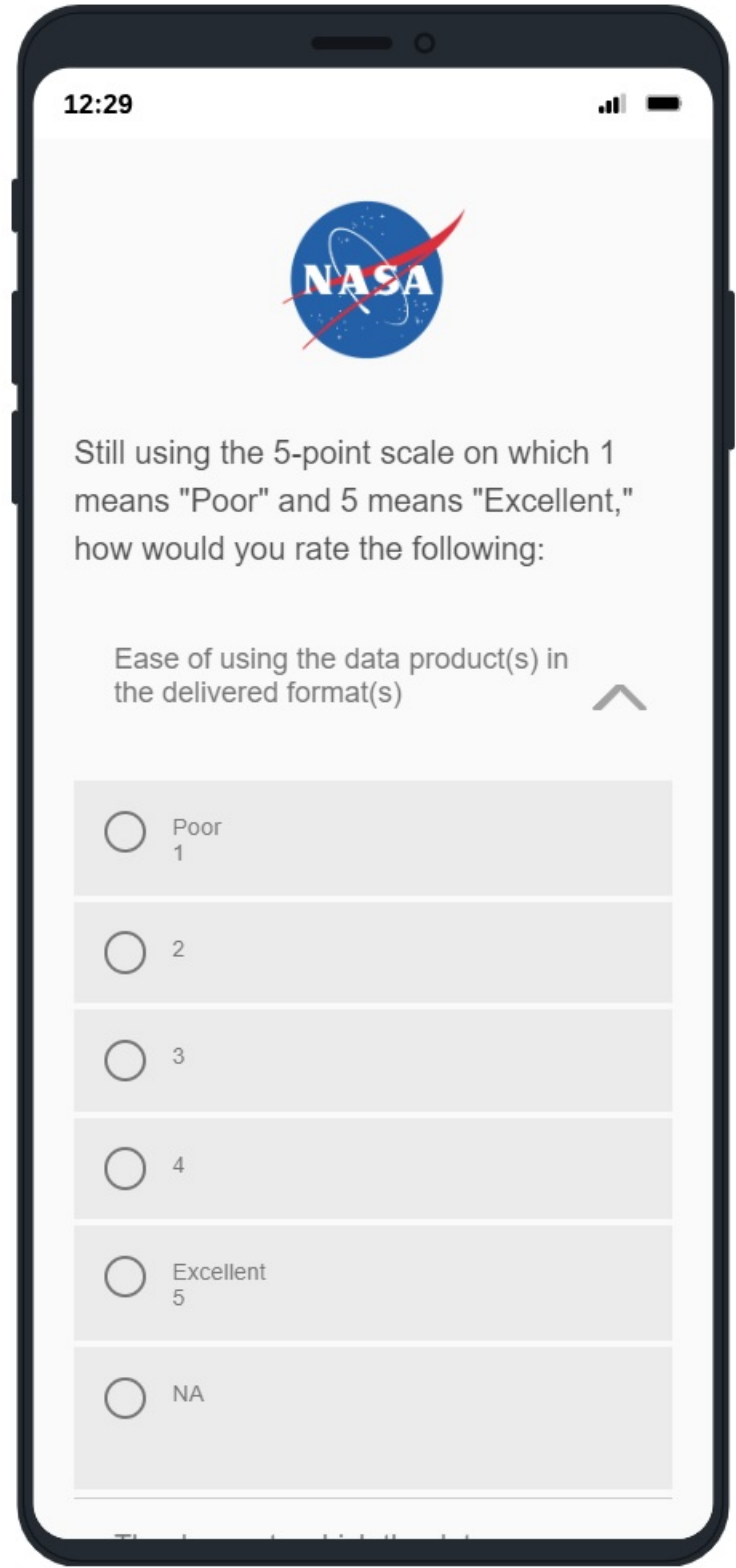 12:29
NASA
Still using the 5-point scale on which 1
means "Poor" and 5 means "Excellent,"
how would you rate the following:
Ease of using the data product(s) in
the delivered format(s)
Poor
1
2
3
4
Excellent
5
NA